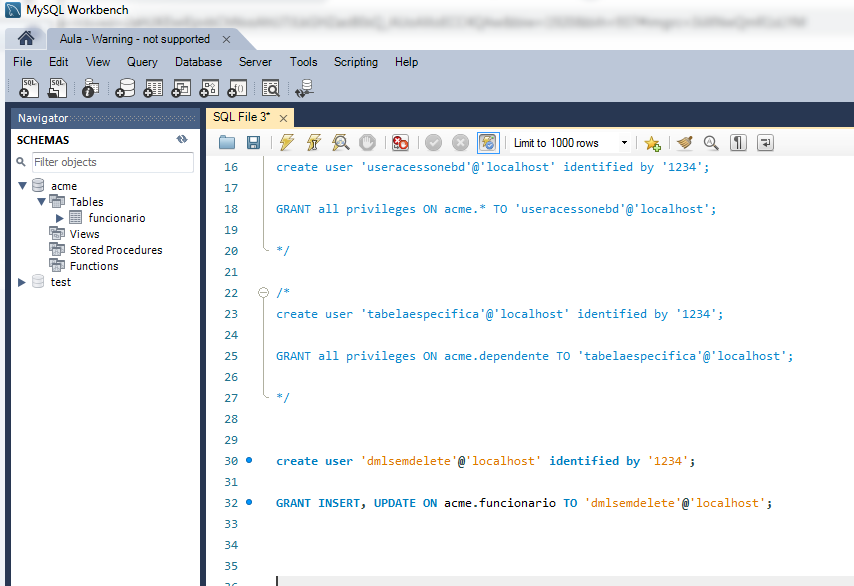 MySQL Workbench
Aula - Warning - not supported
File Edit View Query Database Server Tools Scripting Help
Navigator
SCHEMAS
Filter objects
acme
Tables
funcionario
Views
Stored Procedures
Functions
test
SQL File 3*
Limit to 1000 rows
16 create user 'useracessonebd'@'localhost' identified by '1234';
17
18 GRANT all privileges ON acme.* TO 'useracessonebd'@'localhost';
19
20 */
21
22 /*
23 create user 'tabelaespecifica'@'localhost' identified by '1234';
24
25 GRANT all privileges ON acme.dependente TO 'tabelaespecifica'@'localhost';
26
27 */
28
29
30 create user 'dmlsemdelete'@'localhost' identified by '1234';
31
32 GRANT INSERT, UPDATE ON acme.funcionario TO 'dmlsemdelete'@'localhost';
33
34
35